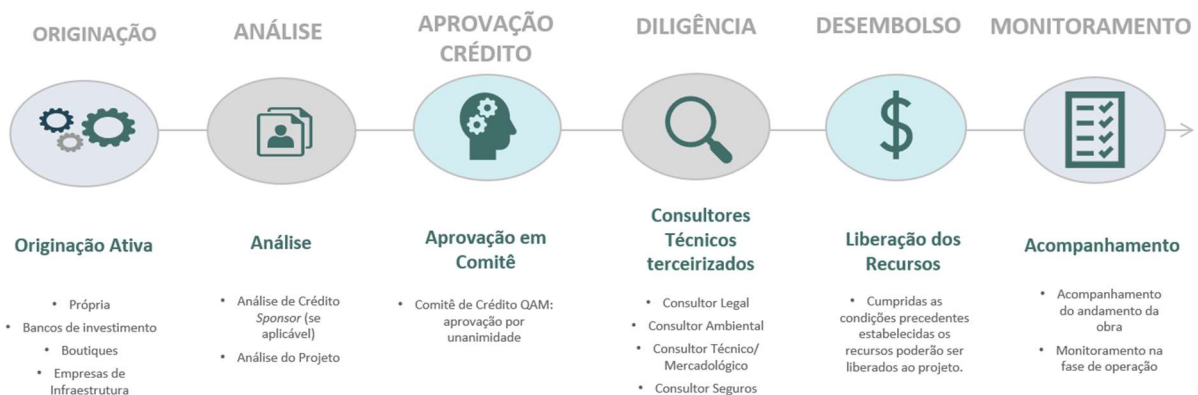 ORIGINAÇÃO
ANÁLISE
APROVAÇÃO
CRÉDITO
DILIGÊNCIA
DESEMBOLSO
MONITORAMENTO
Originação Ativa
• Própria
• Bancos de investimento
• Boutiques
• Empresas de
Infraestrutura
Análise
• Análise de Crédito
Sponsor (se
aplicável)
• Análise do Projeto
Aprovação em
Comitê
• Comitê de Crédito QAM:
aprovação por
unanimidade
Consultores
Técnicos
terceirizados
• Consultor Legal
• Consultor Ambiental
• Consultor Técnico/
Mercadológico
• Consultor Seguros
Liberação dos
Recursos
• Cumpridas as
condições precedentes
estabelecidas os
recursos poderão ser
liberados ao projeto.
Acompanhamento
• Acompanhamento
do andamento da
obra
• Monitoramento na
fase de operação